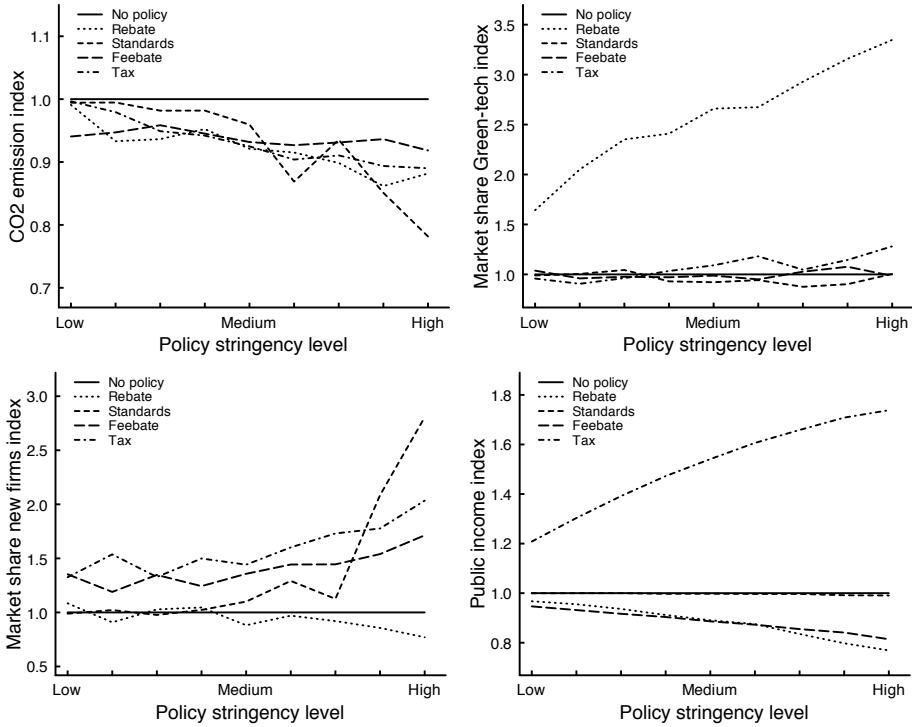 No policy
Rebate
Standards
Feebate
Tax
CO2 emission index
1.1
1.0
0.9
0.8
0.7
Low Medium High
Policy stringency level
No policy
Rebate
Standards
Feebate
Tax
Market share Green-tech index
3.5
3.0
2.5
2.0
1.5
1.0
Low Medium High
Policy stringency level
No policy
Rebate
Standards
Feebate
Tax
Market share new firms index
3.0
2.5
2.0
1.5
1.0
0.5
Low Medium High
Policy stringency level
No policy
Rebate
Standards
Feebate
Tax
Public income index
1.8
1.6
1.4
1.2
1.0
0.8
Low Medium High
Policy stringency level